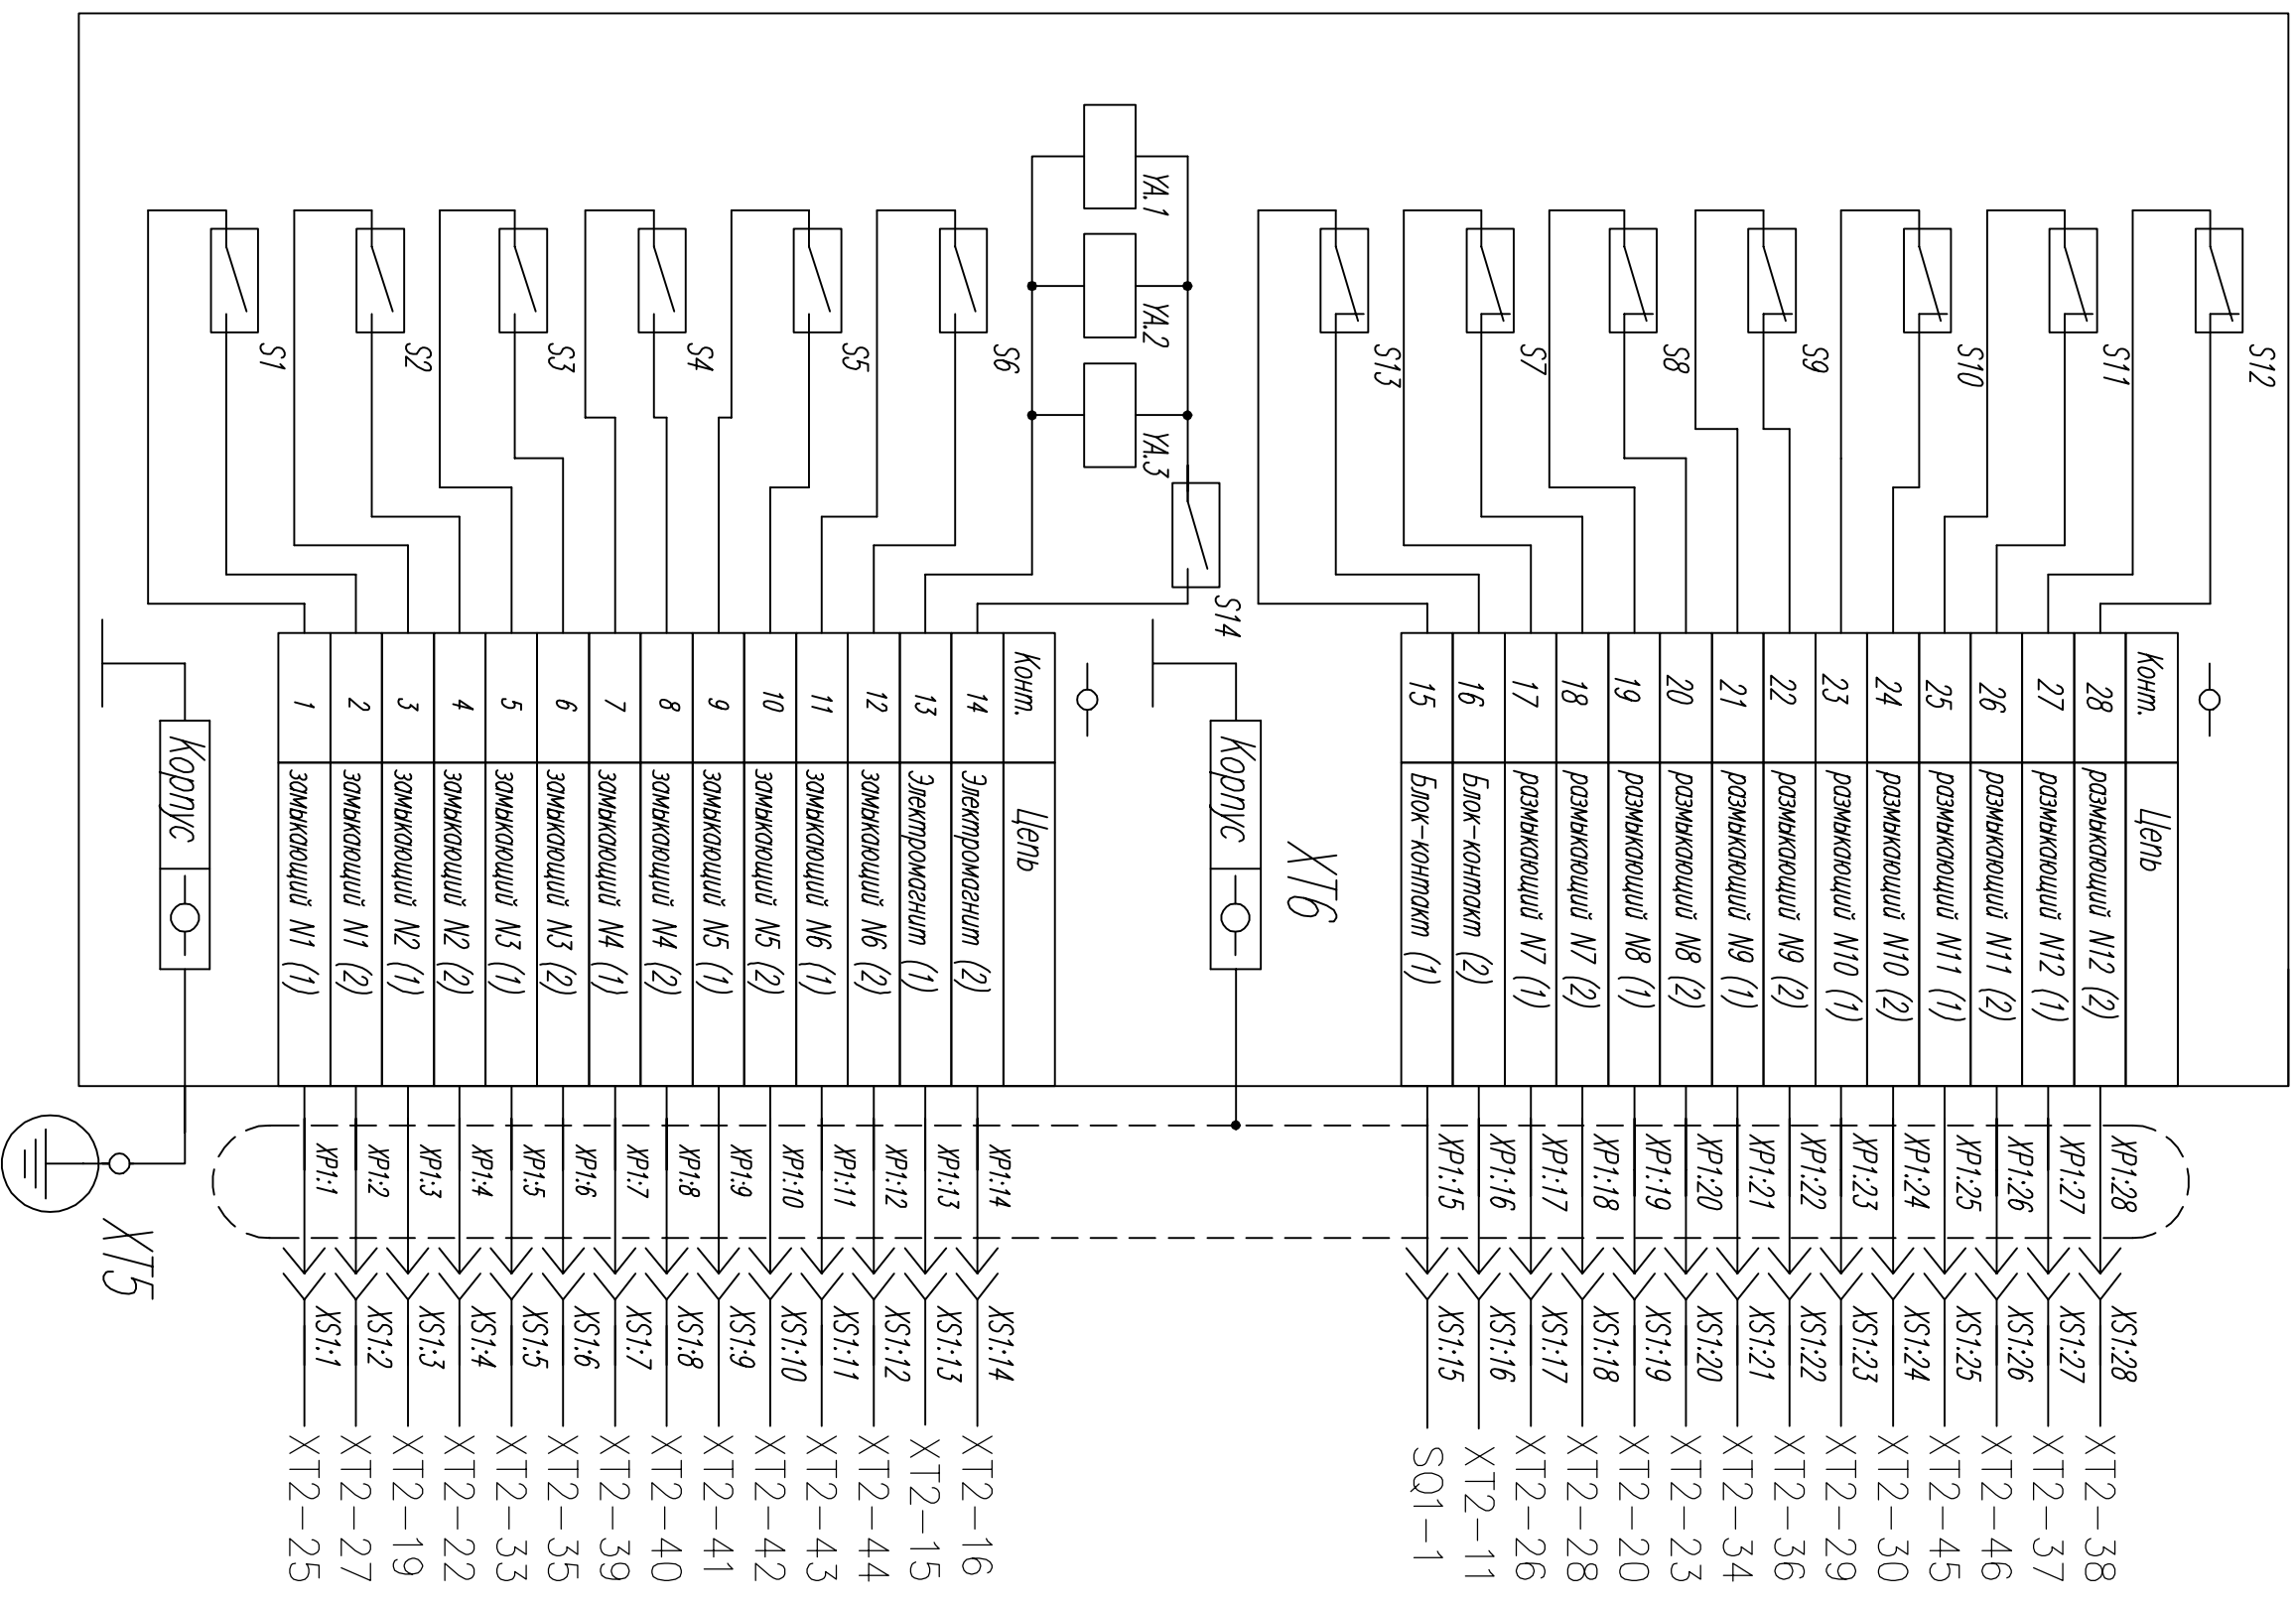 S12
S11
S10
S9
S8
S7
S13
YA.1
YA.2
YA.3
S14
S6
S5
S4
S3
S2
S1
Конт. Цепь
28 размыкающий N12 (2) XP1:28 XS1:28 XT2-38
27 размыкающий N12 (1) XP1:27 XS1:27 XT2-37
26 размыкающий N11 (2) XP1:26 XS1:26 XT2-46
25 размыкающий N11 (1) XP1:25 XS1:25 XT2-45
24 размыкающий N10 (2) XP1:24 XS1:24 XT2-30
23 размыкающий N10 (1) XP1:23 XS1:23 XT2-29
22 размыкающий N9 (2) XP1:22 XS1:22 XT2-36
21 размыкающий N9 (1) XP1:21 XS1:21 XT2-34
20 размыкающий N8 (2) XP1:20 XS1:20 XT2-23
19 размыкающий N8 (1) XP1:19 XS1:19 XT2-20
18 размыкающий N7 (2) XP1:18 XS1:18 XT2-28
17 размыкающий N7 (1) XP1:17 XS1:17 XT2-26
16 Блок-контакт (2) XP1:16 XS1:16 XT2-11
15 Блок-контакт (1) XP1:15 XS1:15 SQ1-1
XT6
Корпус
Конт. Цепь
14 Электромагнит (2) XP1:14 XS1:14 XT2-16
13 Электромагнит (1) XP1:13 XS1:13 XT2-15
12 замыкающий N6 (2) XP1:12 XS1:12 XT2-44
11 замыкающий N6 (1) XP1:11 XS1:11 XT2-43
10 замыкающий N5 (2) XP1:10 XS1:10 XT2-42
9 замыкающий N5 (1) XP1:9 XS1:9 XT2-41
8 замыкающий N4 (2) XP1:8 XS1:8 XT2-40
7 замыкающий N4 (1) XP1:7 XS1:7 XT2-39
6 замыкающий N3 (2) XP1:6 XS1:6 XT2-35
5 замыкающий N3 (1) XP1:5 XS1:5 XT2-33
4 замыкающий N2 (2) XP1:4 XS1:4 XT2-22
3 замыкающий N2 (1) XP1:3 XS1:3 XT2-19
2 замыкающий N1 (2) XP1:2 XS1:2 XT2-27
1 замыкающий N1 (1) XP1:1 XS1:1 XT2-25
Корпус
XT5